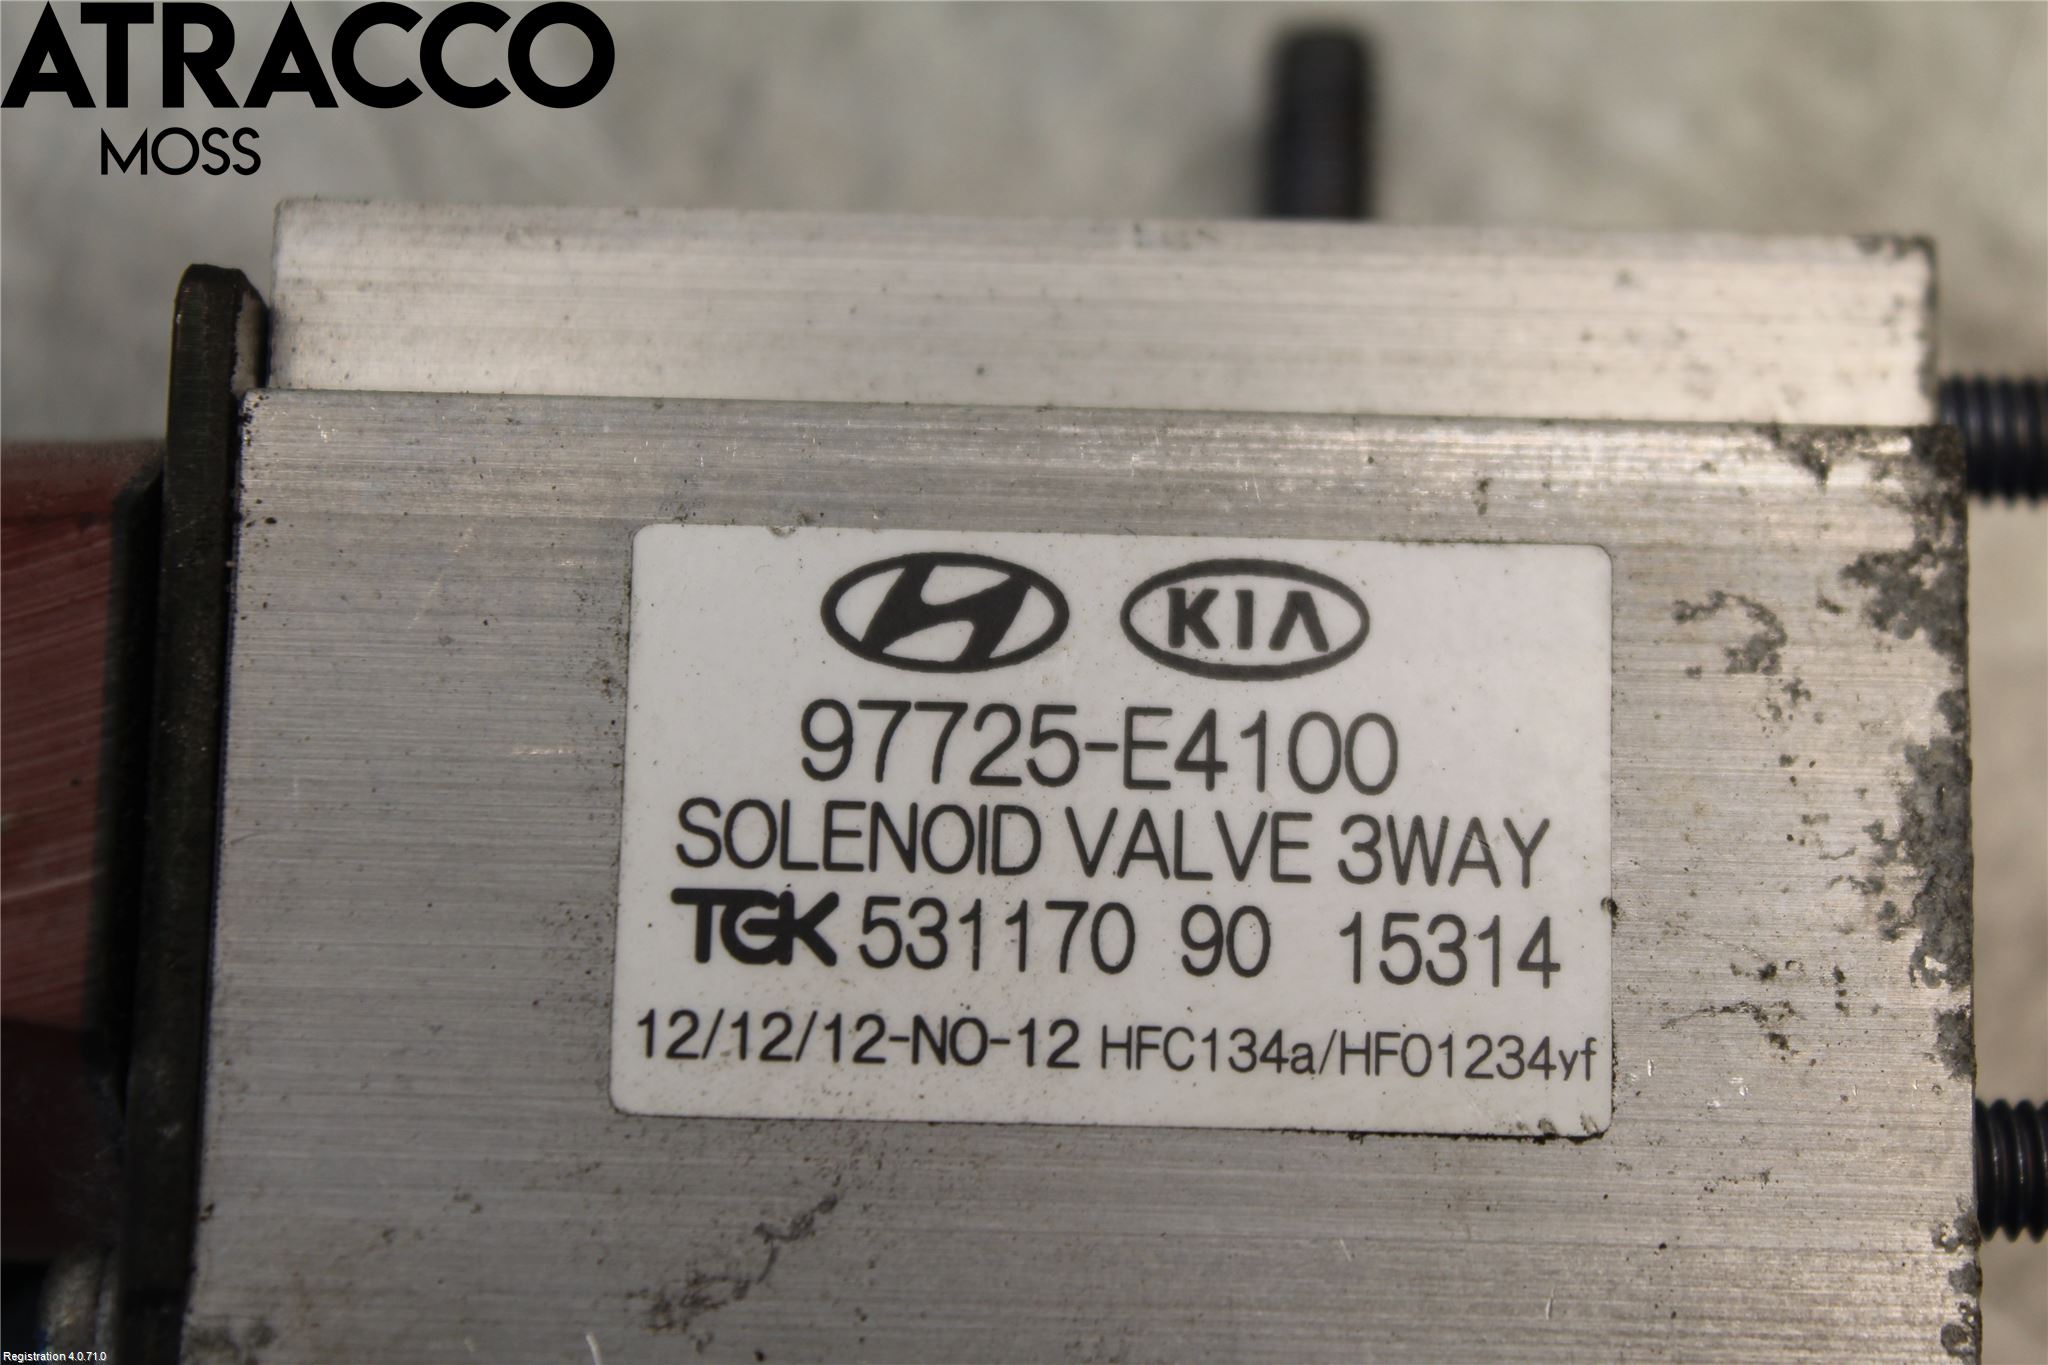 ATRACCO
MOSS
KIA
97725-E4100
SOLENOID VALVE 3WAY
TGK 531170 90 15314
12/12/12-NO-12 HFC134a/HFO1234yf
Registration 4.0.71.0